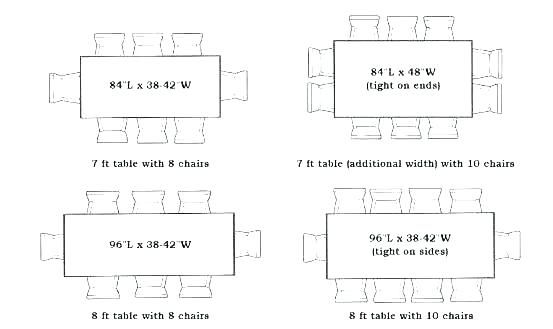 84"L x 38-42"W
84"L x 48"W
(tight on ends)
7 ft table with 8 chairs
7 ft table (additional width) with 10 chairs
96"L x 38-42"W
96"L x 38-42"W
(tight on sides)
8 ft table with 8 chairs
8 ft table with 10 chairs